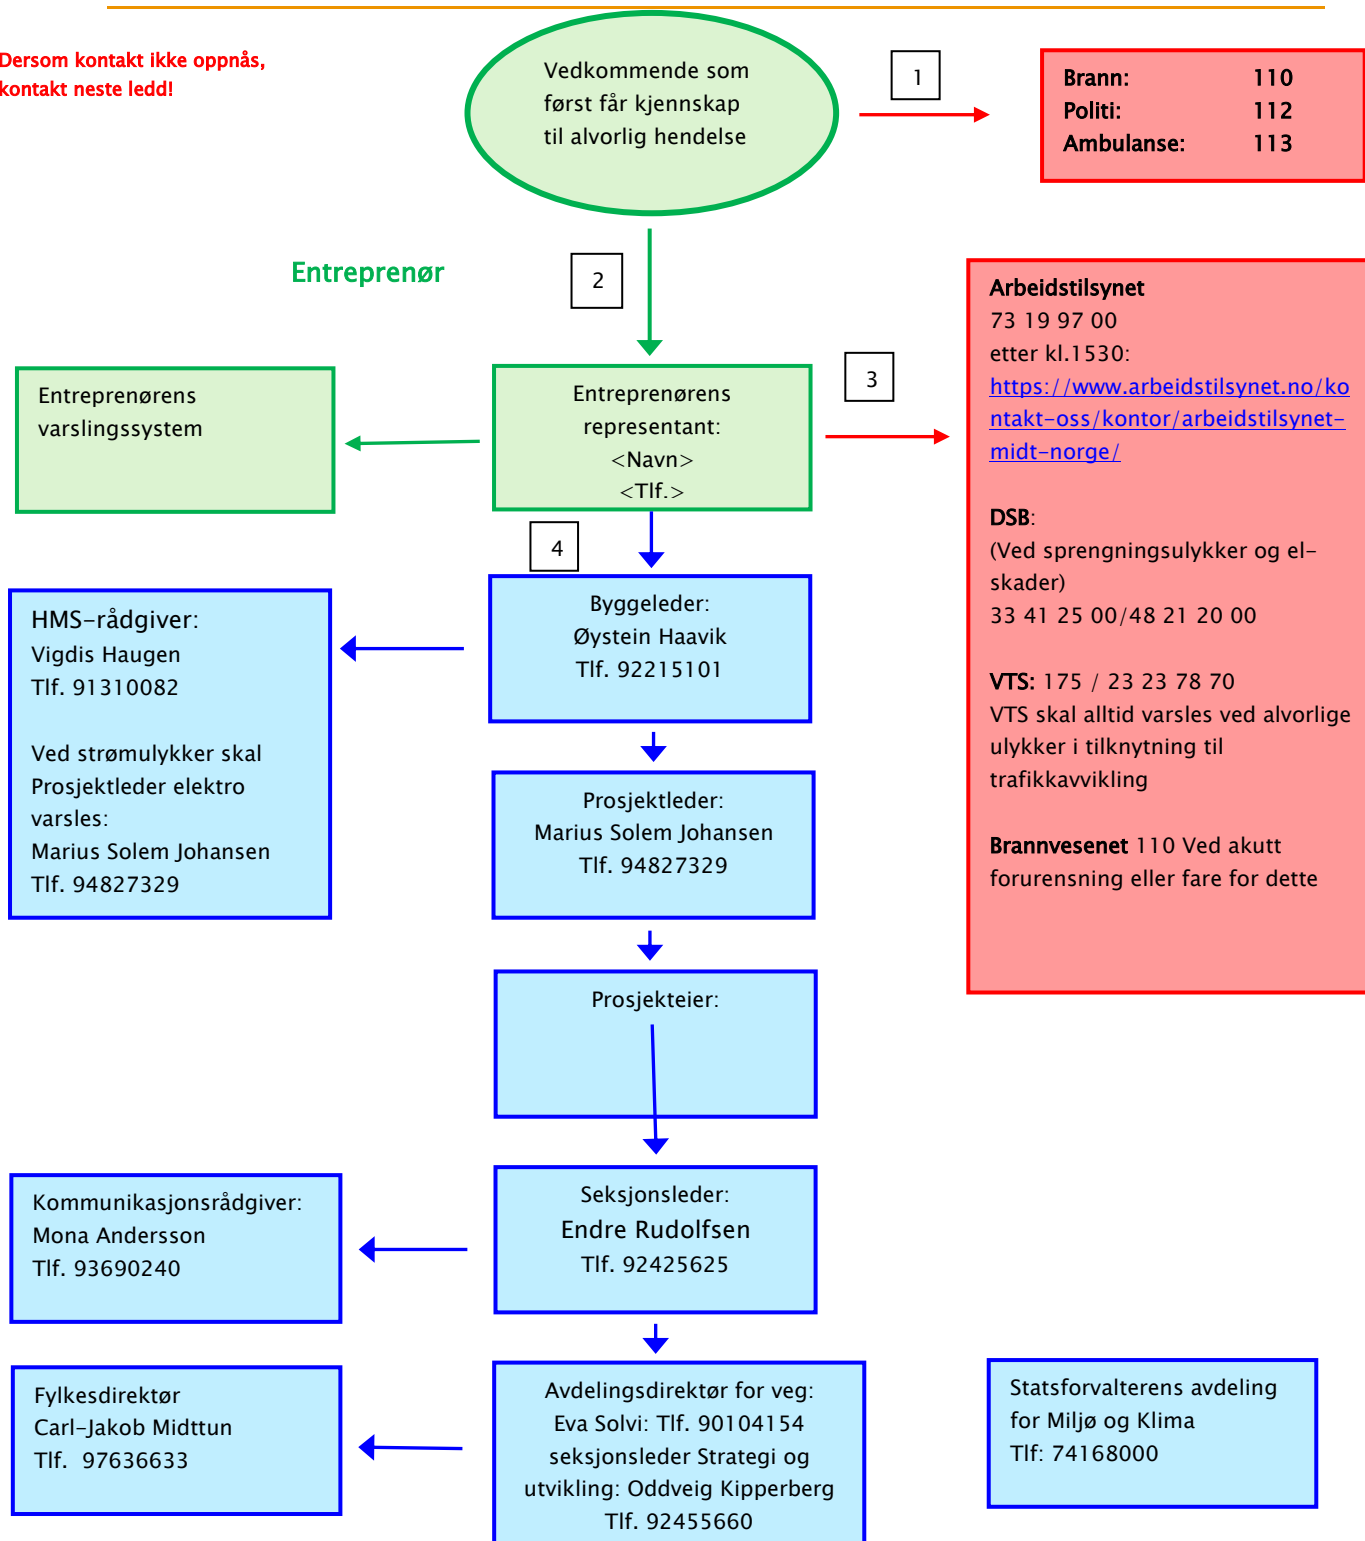 Dersom kontakt ikke oppnås,
kontakt neste ledd!
Vedkommende som
først får kjennskap
til alvorlig hendelse
1
Brann: 110
Politi: 112
Ambulanse: 113
Entreprenør
2
Entreprenørens
varslingssystem
Entreprenørens
representant:
<Navn>
<Tlf.>
3
Arbeidstilsynet
73 19 97 00
etter kl.1530:
https://www.arbeidstilsynet.no/ko
ntakt-oss/kontor/arbeidstilsynet-
midt-norge/
DSB:
(Ved sprengningsulykker og el-
skader)
33 41 25 00/48 21 20 00
VTS: 175 / 23 23 78 70
VTS skal alltid varsles ved alvorlige
ulykker i tilknytning til
trafikkavvikling
Brannvesenet 110 Ved akutt
forurensning eller fare for dette
4
HMS-rådgiver:
Vigdis Haugen
Tlf. 91310082
Ved strømulykker skal
Prosjektleder elektro
varsles:
Marius Solem Johansen
Tlf. 94827329
Byggeleder:
Øystein Haavik
Tlf. 92215101
Prosjektleder:
Marius Solem Johansen
Tlf. 94827329
Prosjekteier:
Kommunikasjonsrådgiver:
Mona Andersson
Tlf. 93690240
Seksjonsleder:
Endre Rudolfsen
Tlf. 92425625
Fylkesdirektør
Carl-Jakob Midttun
Tlf. 97636633
Avdelingsdirektør for veg:
Eva Solvi: Tlf. 90104154
seksjonsleder Strategi og
utvikling: Oddveig Kipperberg
Tlf. 92455660
Statsforvalterens avdeling
for Miljø og Klima
Tlf: 74168000